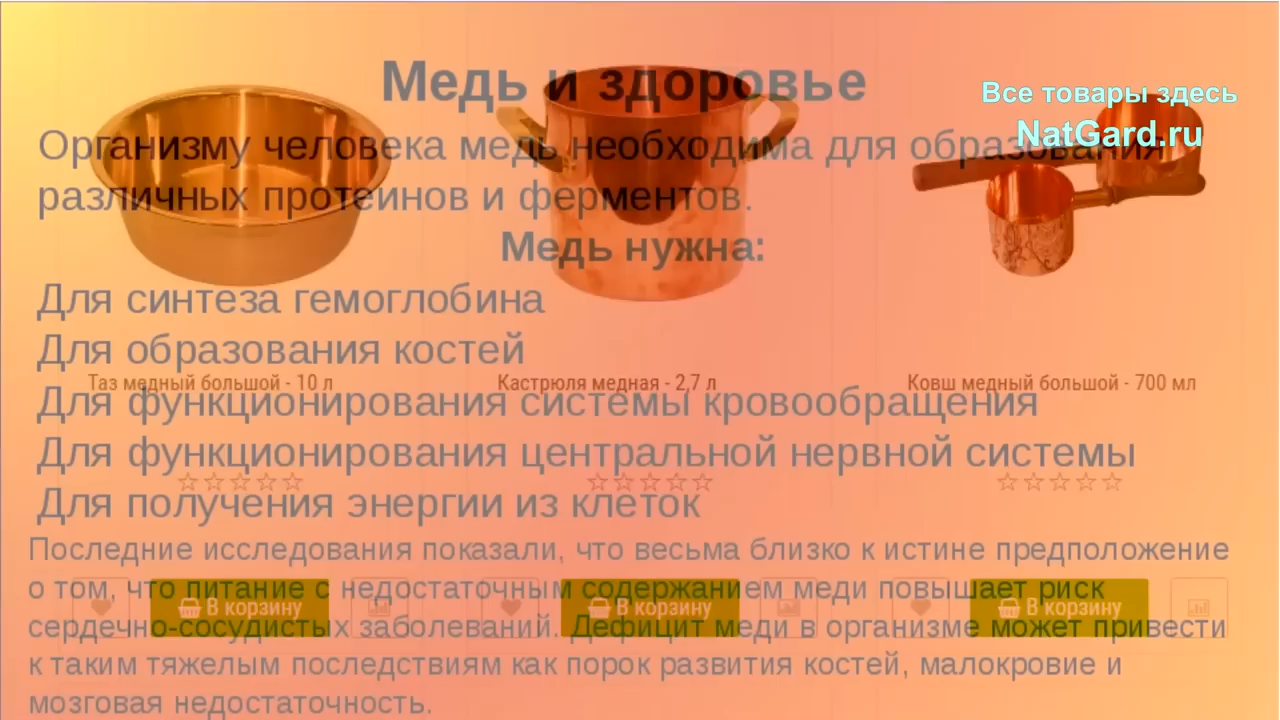 Медь и здоровье
Все товары здесь
NatGard.ru
Организму человека медь необходима для образования
различных протеинов и ферментов.
Медь нужна:
Для синтеза гемоглобина
Для образования костей
Таз медный большой - 10 л
Кастрюля медная - 2,7 л
Ковш медный большой - 700 мл
Для функционирования системы кровообращения
Для функционирования центральной нервной системы
Для получения энергии из клеток
Последние исследования показали, что весьма близко к истине предположение
о том, что питание с недостаточным содержанием меди повышает риск
В корзину
В корзину
В корзину
сердечно-сосудистых заболеваний. Дефицит меди в организме может привести
к таким тяжелым последствиям как порок развития костей, малокровие и
мозговая недостаточность.